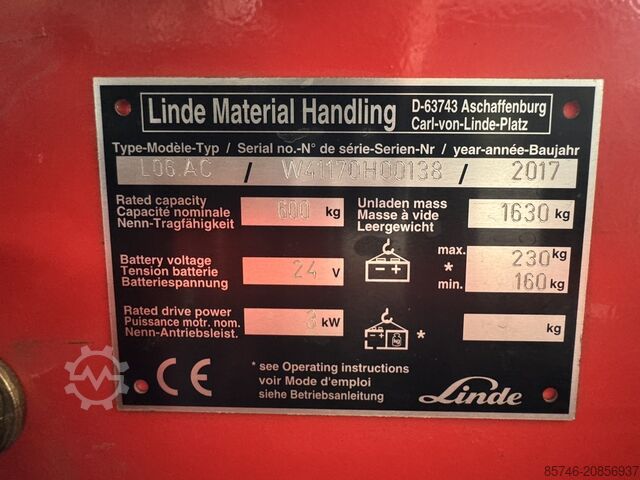 Linde Material Handling D-63743 Aschaffenburg
Carl-von-Linde-Platz
Type-Modèle-Typ / Serial no.-N° de série-Serien-Nr / year-année-Baujahr
L06.AC / W41170H00138 / 2017
Rated capacity
Capacité nominale
Nenn-Tragfähigkeit
600 kg
Unladen mass
Masse à vide
Leergewicht
1630 kg
Battery voltage
Tension batterie
Batteriespannung
24 V
- +
max. 230 kg
*
min. 160 kg
Rated drive power
Puissance motr. nom.
Nenn-Antriebsleist.
3 kW
kg
*
- kg
* see Operating instructions
voir Mode d'emploi
siehe Betriebsanleitung
CE
Linde
85746-20856937